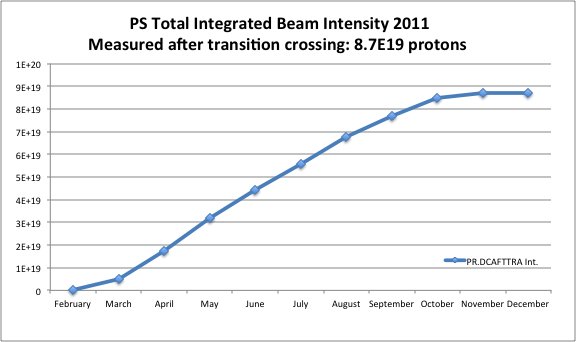 PS Total Integrated Beam Intensity 2011
Measured after transition crossing: 8.7E19 protons
1E+20
9E+19
8E+19
7E+19
6E+19
5E+19
4E+19
3E+19
2E+19
1E+19
0
PR.DCAFTTRA Int.
February March April May June July August September October November December